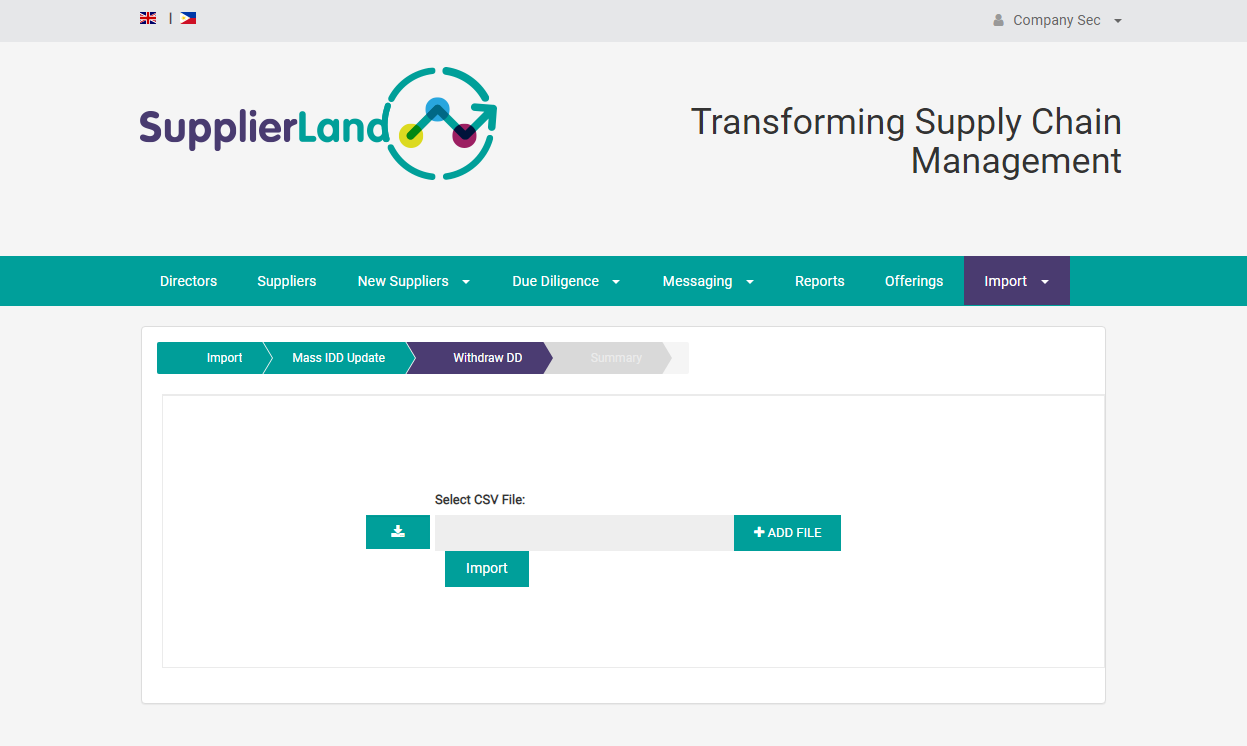 |
Company Sec
SupplierLand
Transforming Supply Chain
Management
Directors
Suppliers
New Suppliers
Due Diligence
Messaging
Reports
Offerings
Import
Import
Mass IDD Update
Withdraw DD
Summary
Select CSV File:
ADD FILE
Import